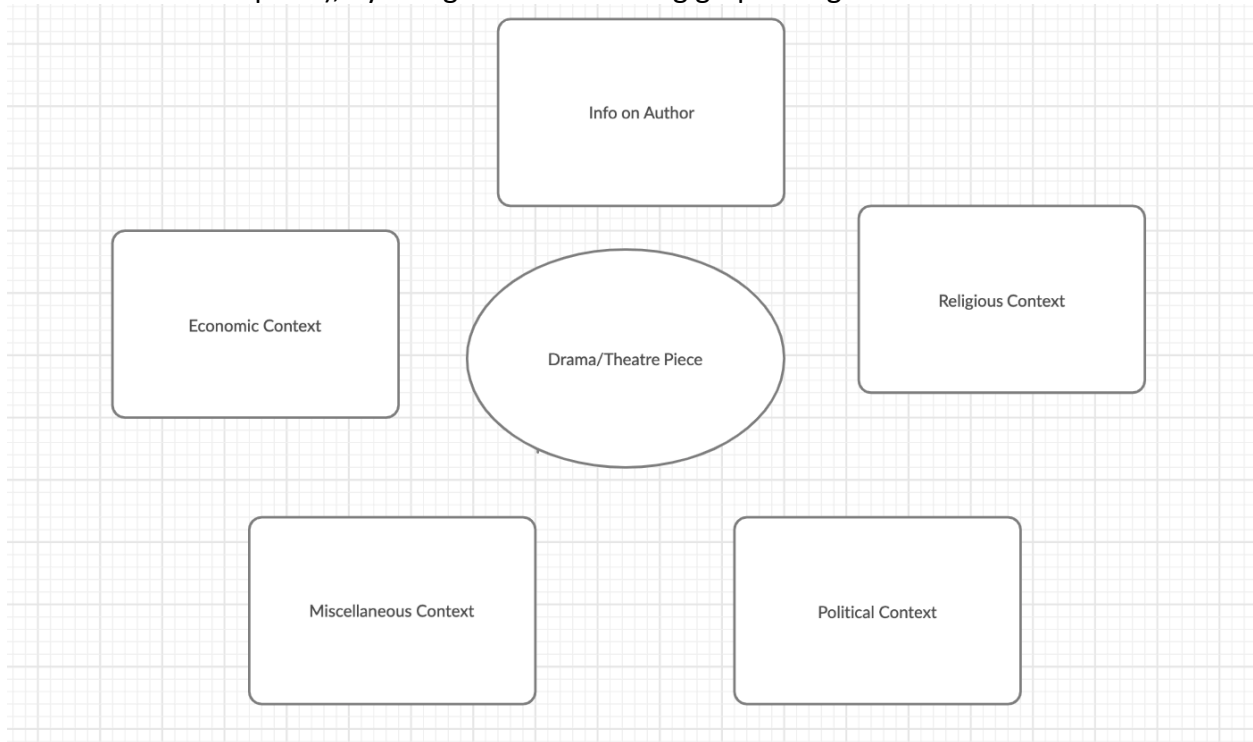 Info on Author
Religious Context
Economic Context
Drama/Theatre Piece
Miscellaneous Context
Political Context